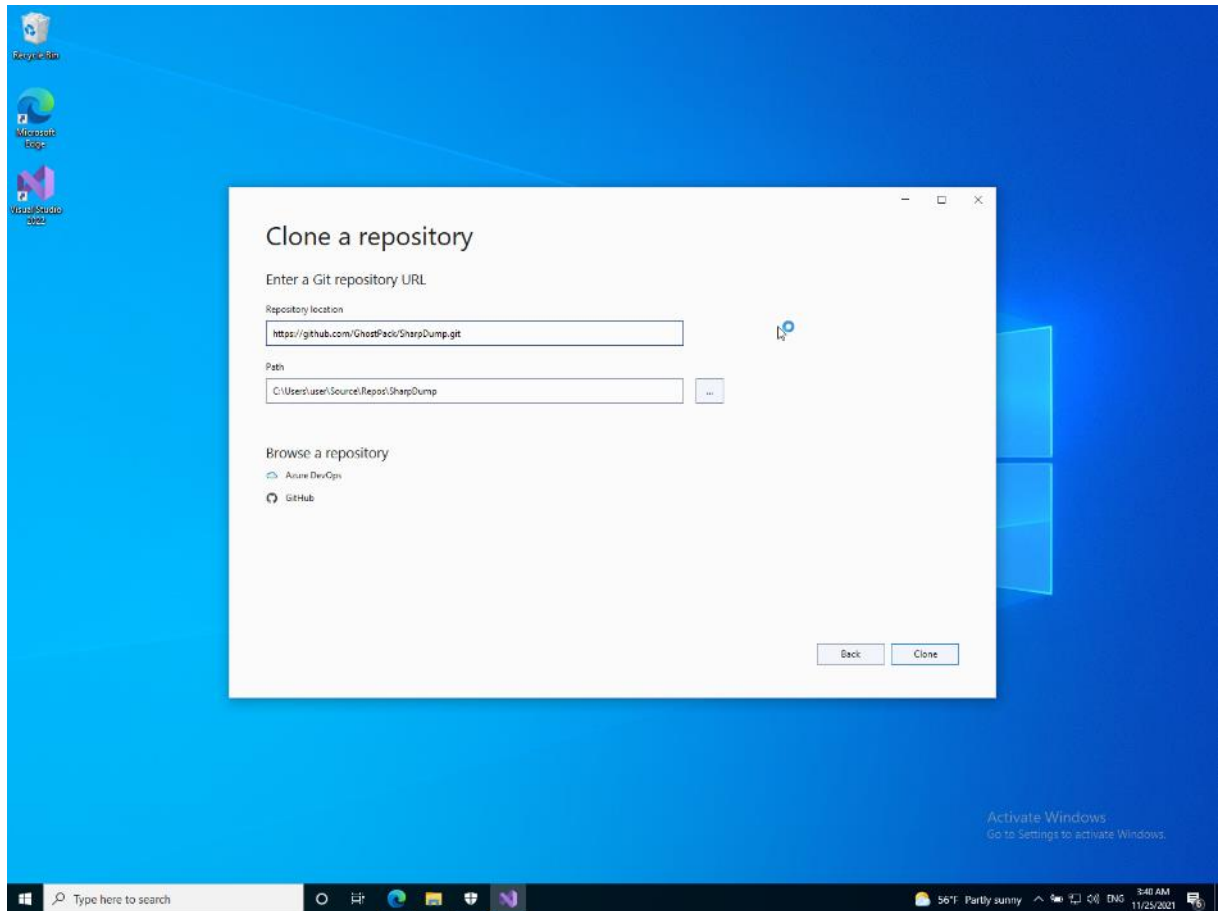 Recycle Bin
Microsoft
Edge
Visual Studio
2022
Clone a repository
Enter a Git repository URL
Repository location
https://github.com/GhostPack/SharpDump.git
Path
C:\Users\user\Source\Repos\SharpDump
...
Browse a repository
Azure DevOps
GitHub
Back
Clone
Activate Windows
Go to Settings to activate Windows.
Type here to search
56°F Partly sunny
ENG
3:40 AM
11/25/2021
6